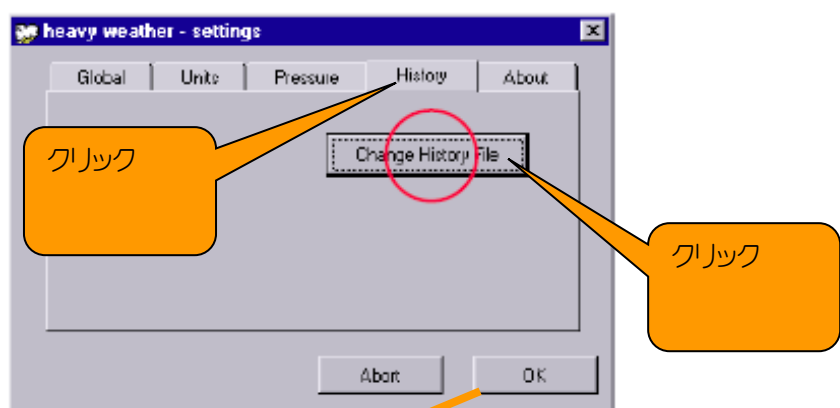 heavy weather - settings
Global Units Pressure History About
クリック
Change History File
クリック
Abort OK